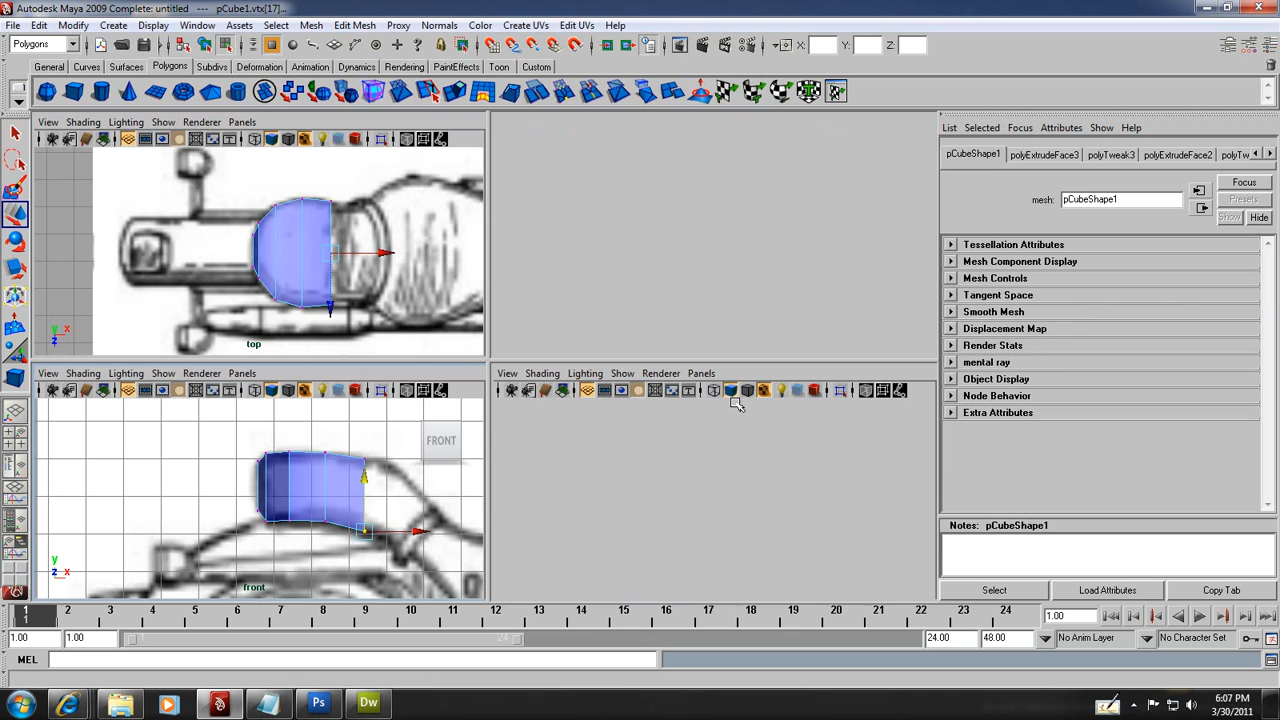 Autodesk Maya 2009 Complete: untitled --- pCube1.vtx[17]...
File Edit Modify Create Display Window Assets Select Mesh Edit Mesh Proxy Normals Color Create UVs Edit UVs Help
Polygons X: Y: Z:
General Curves Surfaces Polygons Subdivs Deformation Animation Dynamics Rendering PaintEffects Toon Custom
View Shading Lighting Show Renderer Panels
List Selected Focus Attributes Show Help
pCubeShape1 polyExtrudeFace3 polyTweak3 polyExtrudeFace2 polyTw
Focus
mesh: pCubeShape1
Presets
Show Hide
Tessellation Attributes
Mesh Component Display
Mesh Controls
Tangent Space
Smooth Mesh
Displacement Map
Render Stats
mental ray
Object Display
Node Behavior
Extra Attributes
y x
z
top
View Shading Lighting Show Renderer Panels
View Shading Lighting Show Renderer Panels
FRONT
y
z x
front
Notes: pCubeShape1
Select Load Attributes Copy Tab
1 2 3 4 5 6 7 8 9 10 11 12 13 14 15 16 17 18 19 20 21 22 23 24
1 1.00
1.00 1.00 1 24 24.00 48.00 No Anim Layer No Character Set
MEL
Ps Dw
6:07 PM
3/30/2011